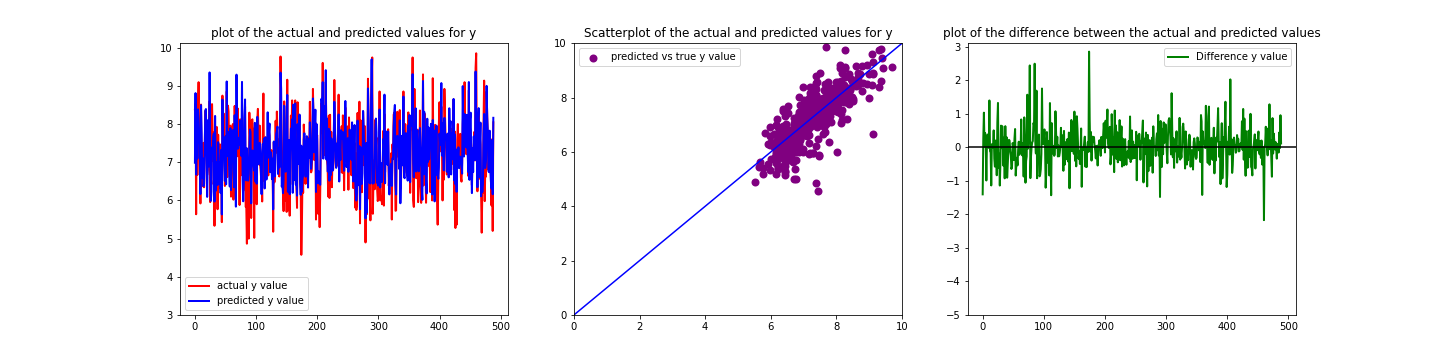 plot of the actual and predicted values for y
10
9
8
7
6
5
4
3
0 100 200 300 400 500
actual y value
predicted y value
Scatterplot of the actual and predicted values for y
10
8
6
4
2
0
0 2 4 6 8 10
predicted vs true y value
plot of the difference between the actual and predicted values
3
2
1
0
−1
−2
−3
−4
−5
0 100 200 300 400 500
Difference y value